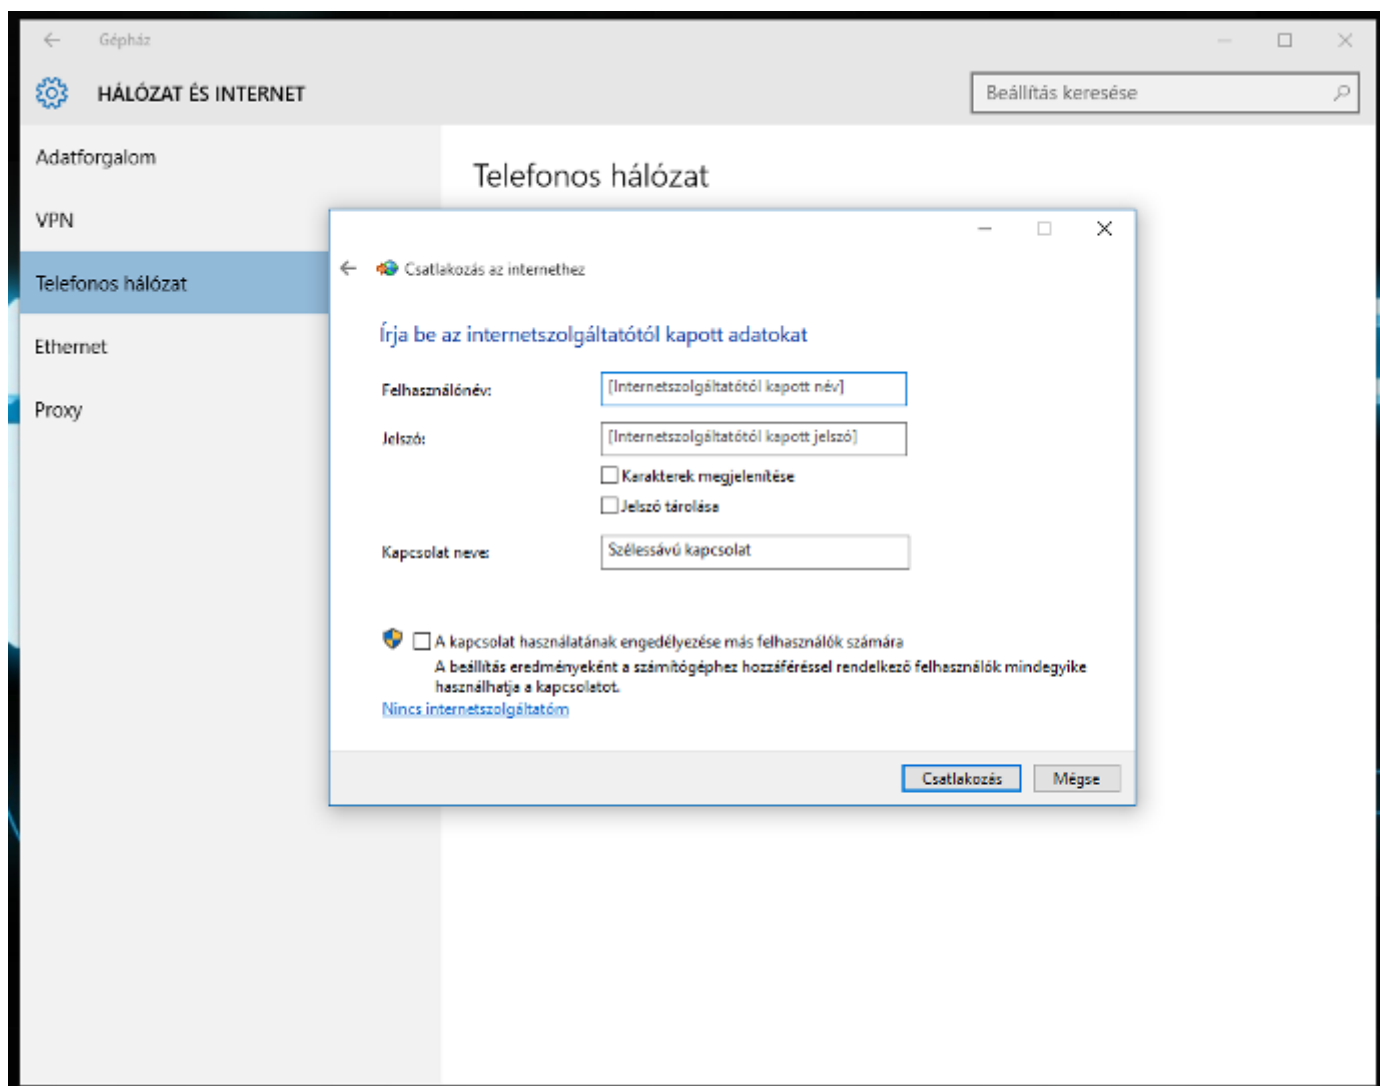 Gépház
HÁLÓZAT ÉS INTERNET
Beállítás keresése
Adatforgalom
VPN
Telefonos hálózat
Ethernet
Proxy
Telefonos hálózat
Csatlakozás az internethez
Írja be az internetszolgáltatótól kapott adatokat
Felhasználónév:
[Internetszolgáltatótól kapott név]
Jelszó:
[Internetszolgáltatótól kapott jelszó]
Karakterek megjelenítése
Jelszó tárolása
Kapcsolat neve:
Szélessávú kapcsolat
A kapcsolat használatának engedélyezése más felhasználók számára
A beállítás eredményeként a számítógéphez hozzáféréssel rendelkező felhasználók mindegyike
használhatja a kapcsolatot.
Nincs internetszolgáltatóm
Csatlakozás
Mégse